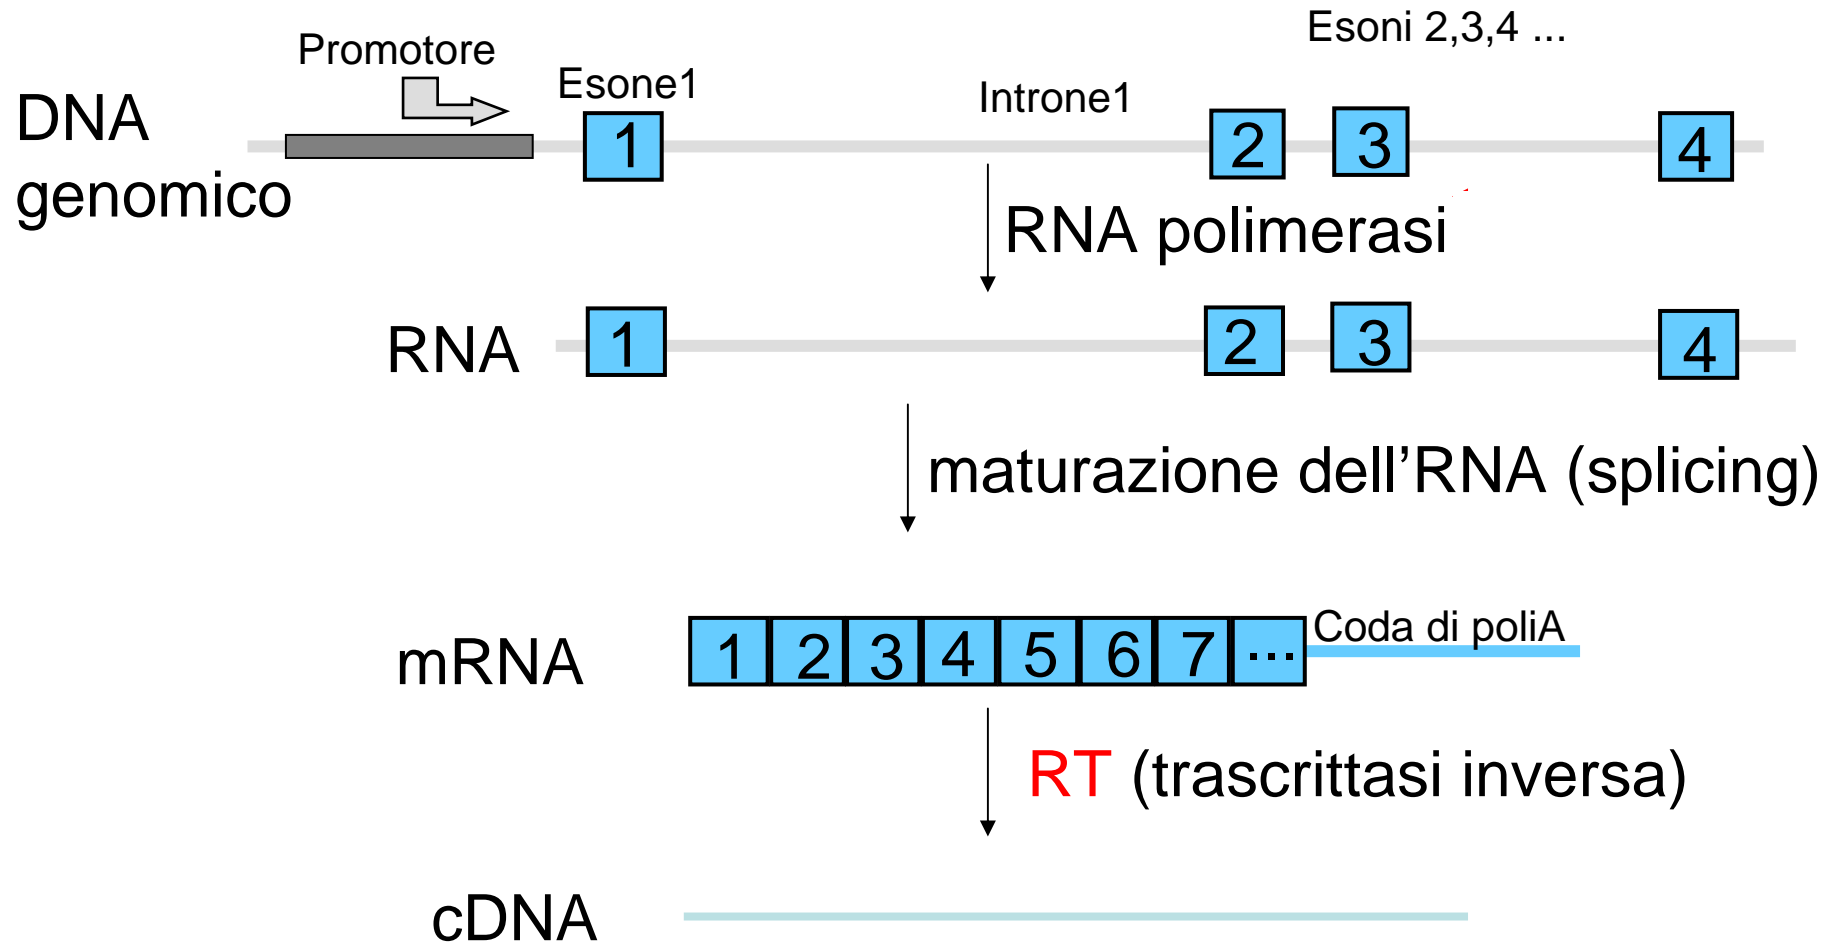 Esoni 2,3,4 ...
Promotore
Esone1
Introne1
DNA
genomico
1
2
3
4
RNA polimerasi
RNA
1
2
3
4
maturazione dell’RNA (splicing)
mRNA
1 2 3 4 5 6 7 ...
Coda di poliA
RT (trascrittasi inversa)
cDNA